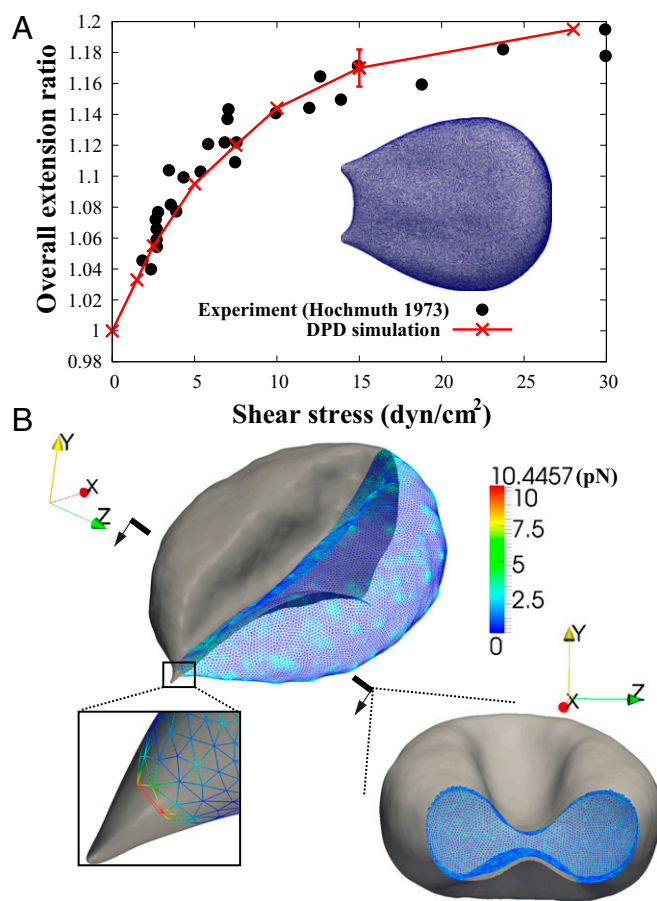 A
Overall extension ratio
1.2
1.18
1.16
1.14
1.12
1.1
1.08
1.06
1.04
1.02
1
0.98
Experiment (Hochmuth 1973)
DPD simulation
0 5 10 15 20 25 30
Shear stress (dyn/cm²)
B
Y
X
Z
10.4457 (pN)
10
7.5
5
2.5
0
Y
X
Z